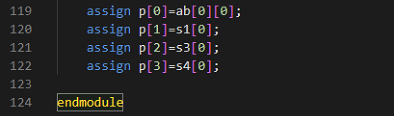 119 assign p[0]=ab[0][0];
120 assign p[1]=s1[0];
121 assign p[2]=s3[0];
122 assign p[3]=s4[0];
123
124 endmodule